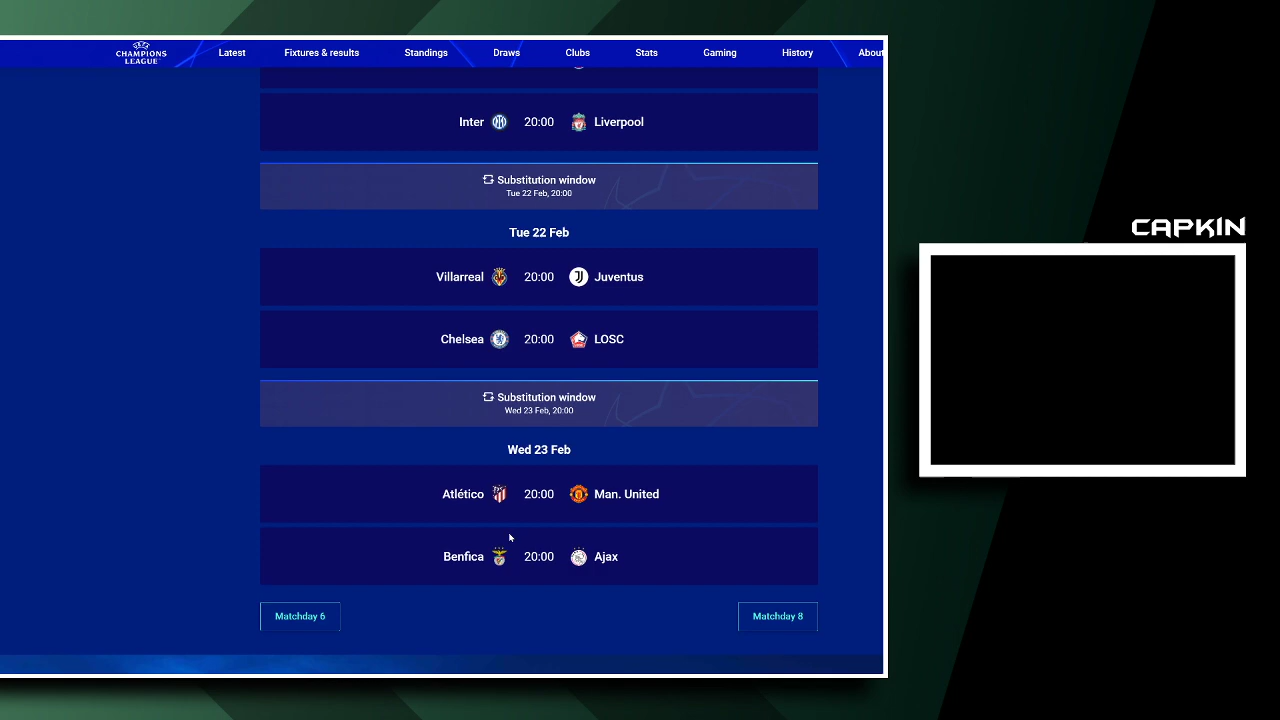 CHAMPIONS LEAGUE
Latest
Fixtures & results
Standings
Draws
Clubs
Stats
Gaming
History
About
Inter 20:00 Liverpool
Substitution window
Tue 22 Feb, 20:00
Tue 22 Feb
Villarreal 20:00 Juventus
Chelsea 20:00 LOSC
Substitution window
Wed 23 Feb, 20:00
Wed 23 Feb
Atlético 20:00 Man. United
Benfica 20:00 Ajax
Matchday 6
Matchday 8
CAPKIN